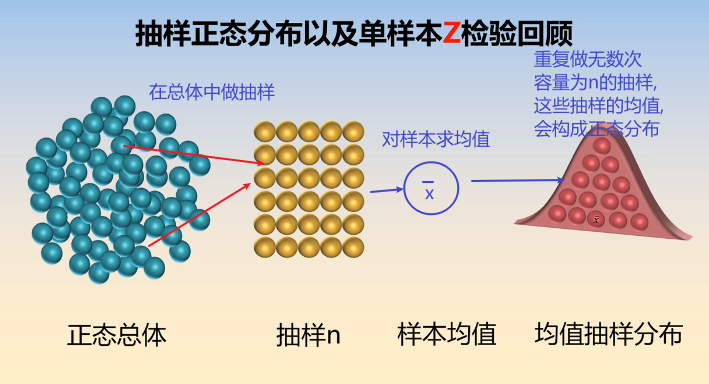 抽样正态分布以及单样本Z检验回顾
重复做无数次
容量为n的抽样,
这些抽样的均值,
会构成正态分布
在总体中做抽样
对样本求均值
x̄
x̄
正态总体
抽样n
样本均值
均值抽样分布